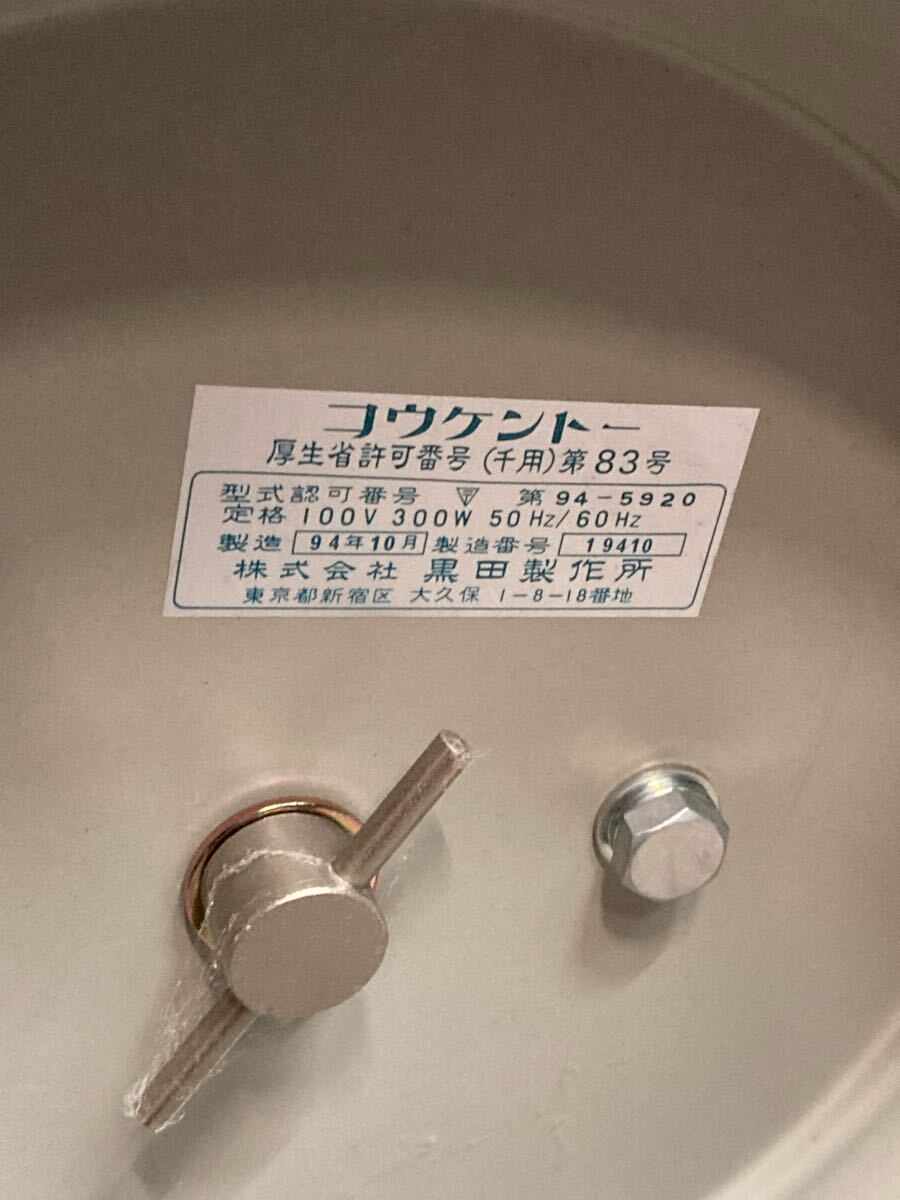 コウケントー
厚生省許可番号(千用)第83号
型式認可番号 〒 第94-5920
定格 100V 300W 50Hz/60Hz
製造 94年10月 製造番号 19410
株式会社 黒田製作所
東京都新宿区 大久保 1-8-18番地